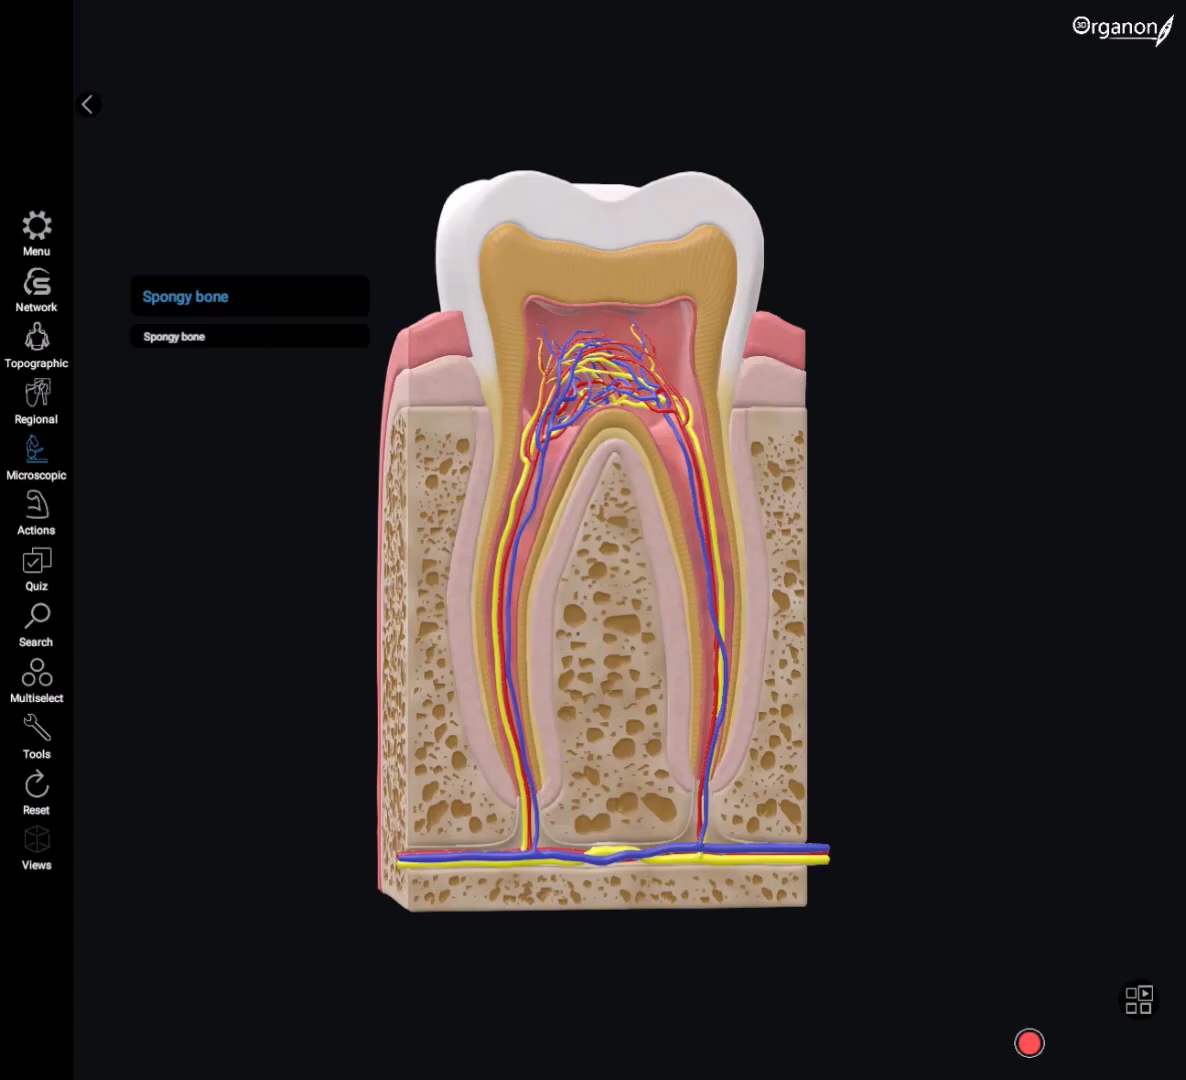 3D Organon
Menu
Network
Topographic
Regional
Microscopic
Actions
Quiz
Search
Multiselect
Tools
Reset
Views
Spongy bone
Spongy bone